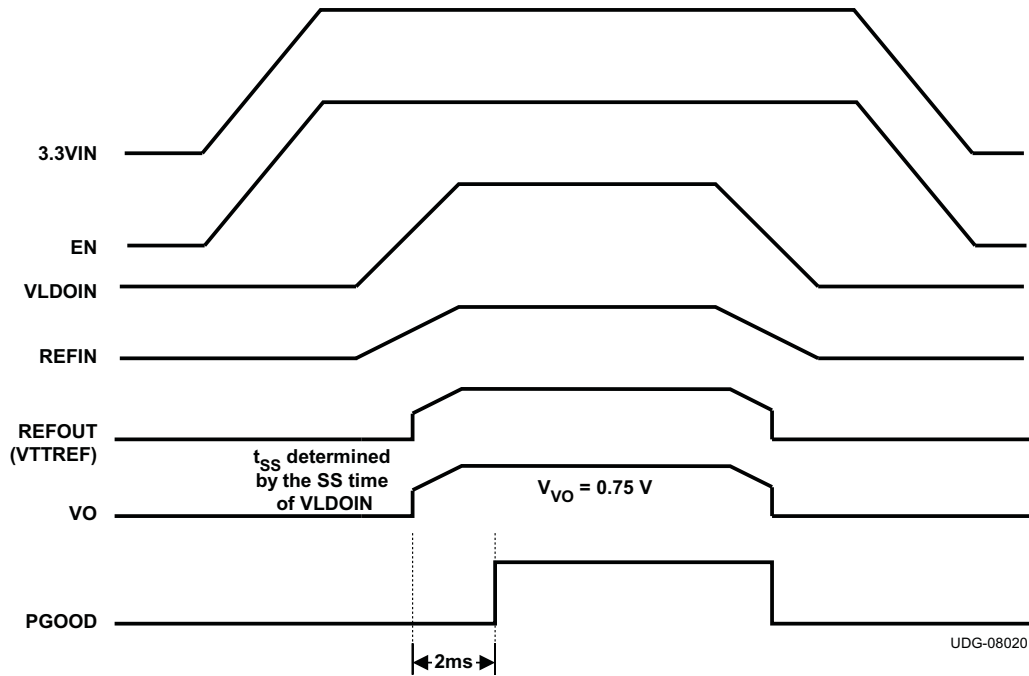 3.3VIN
EN
VLDOIN
REFIN
REFOUT
(VTTREF)
tSS determined
by the SS time
of VLDOIN
VVO = 0.75 V
VO
PGOOD
UDG-08020
2ms